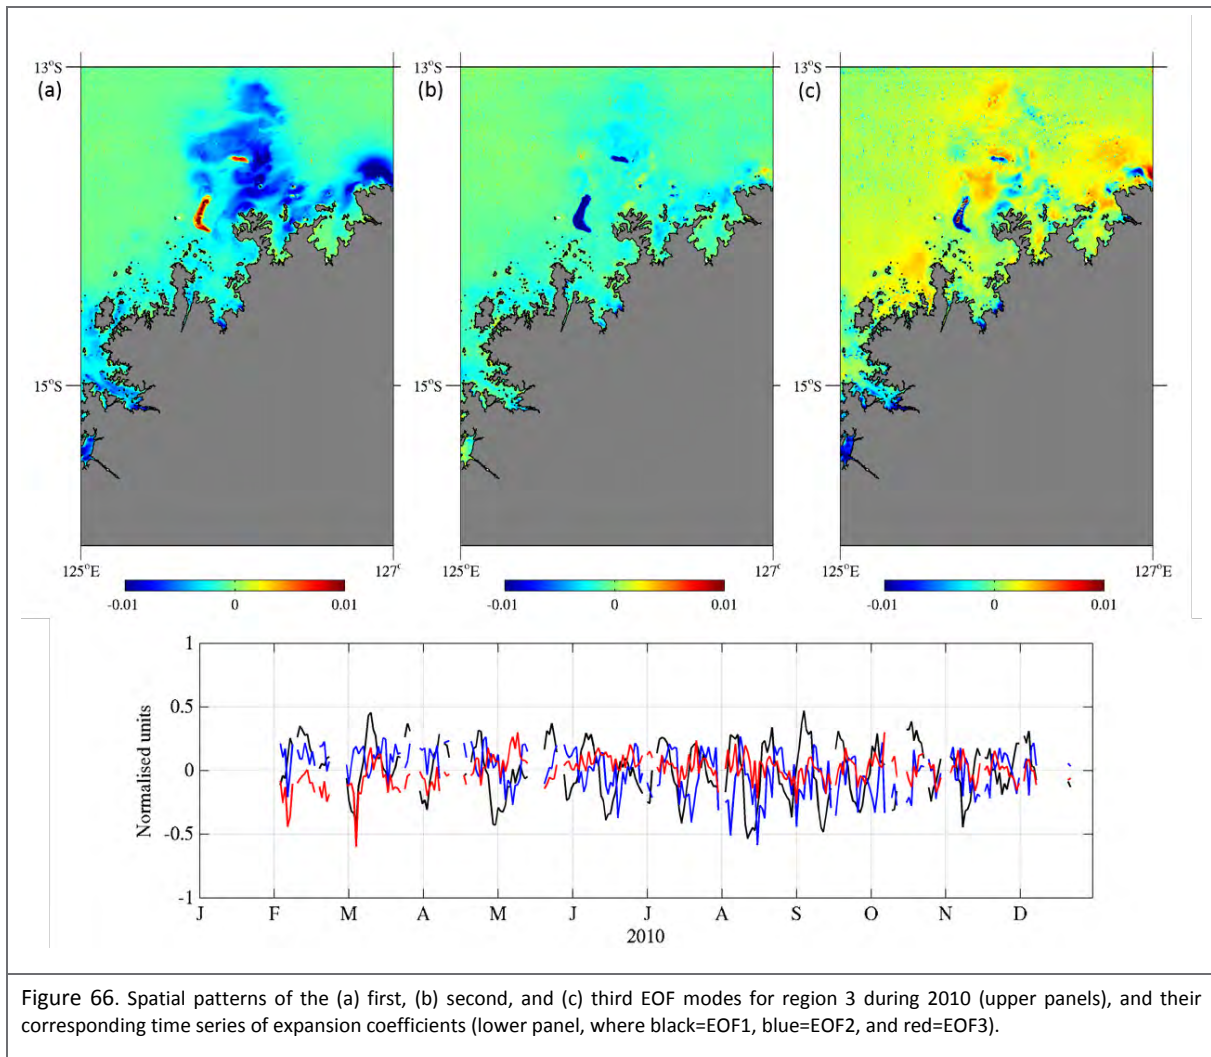 13°S
13°S
13°S
(a)
(b)
(c)
15°S
15°S
15°S
125°E
127°
125°E
127°
125°E
127°E
-0.01
0
0.01
-0.01
0
0.01
-0.01
0
0.01
1
0.5
0
-0.5
-1
Normalised units
J
F
M
A
M
J
J
A
S
O
N
D
2010
Figure 66. Spatial patterns of the (a) first, (b) second, and (c) third EOF modes for region 3 during 2010 (upper panels), and their
corresponding time series of expansion coefficients (lower panel, where black=EOF1, blue=EOF2, and red=EOF3).